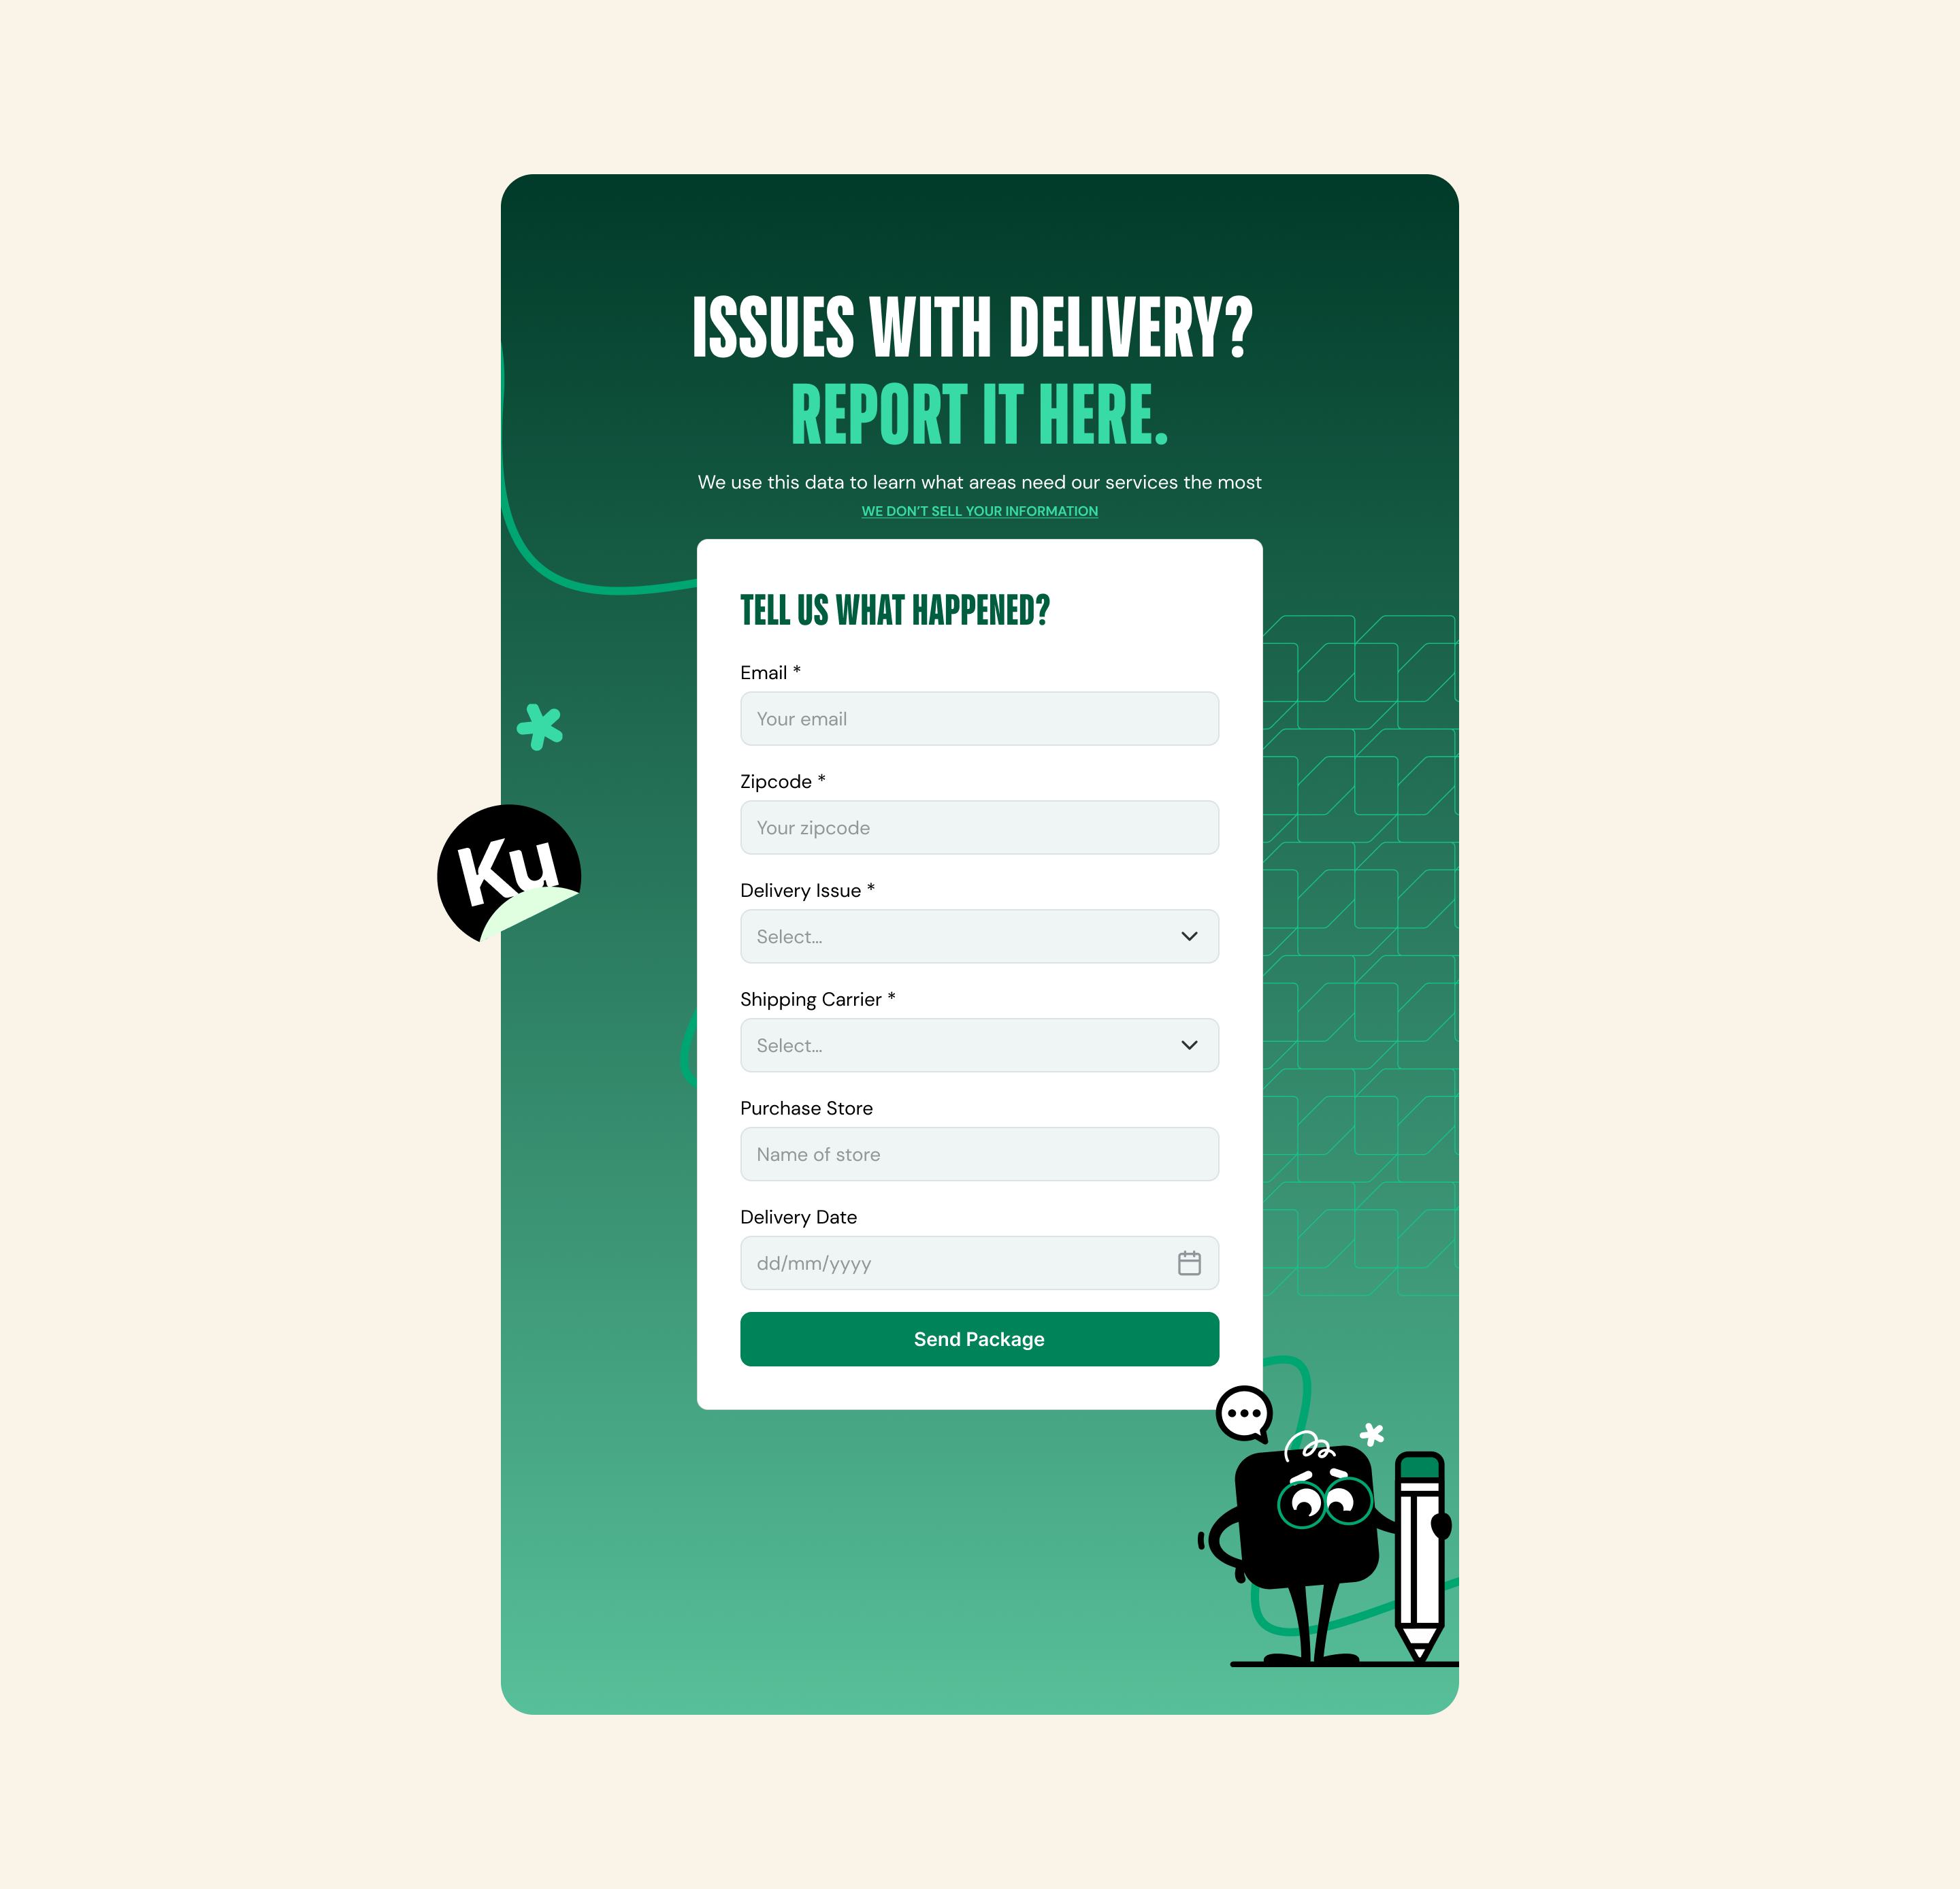 ISSUES WITH DELIVERY?
REPORT IT HERE.
We use this data to learn what areas need our services the most
WE DON'T SELL YOUR INFORMATION
TELL US WHAT HAPPENED?
Email *
Your email
Zipcode *
Your zipcode
Ku
Delivery Issue *
Select...
Shipping Carrier *
Select...
Purchase Store
Name of store
Delivery Date
dd/mm/yyyy
Send Package